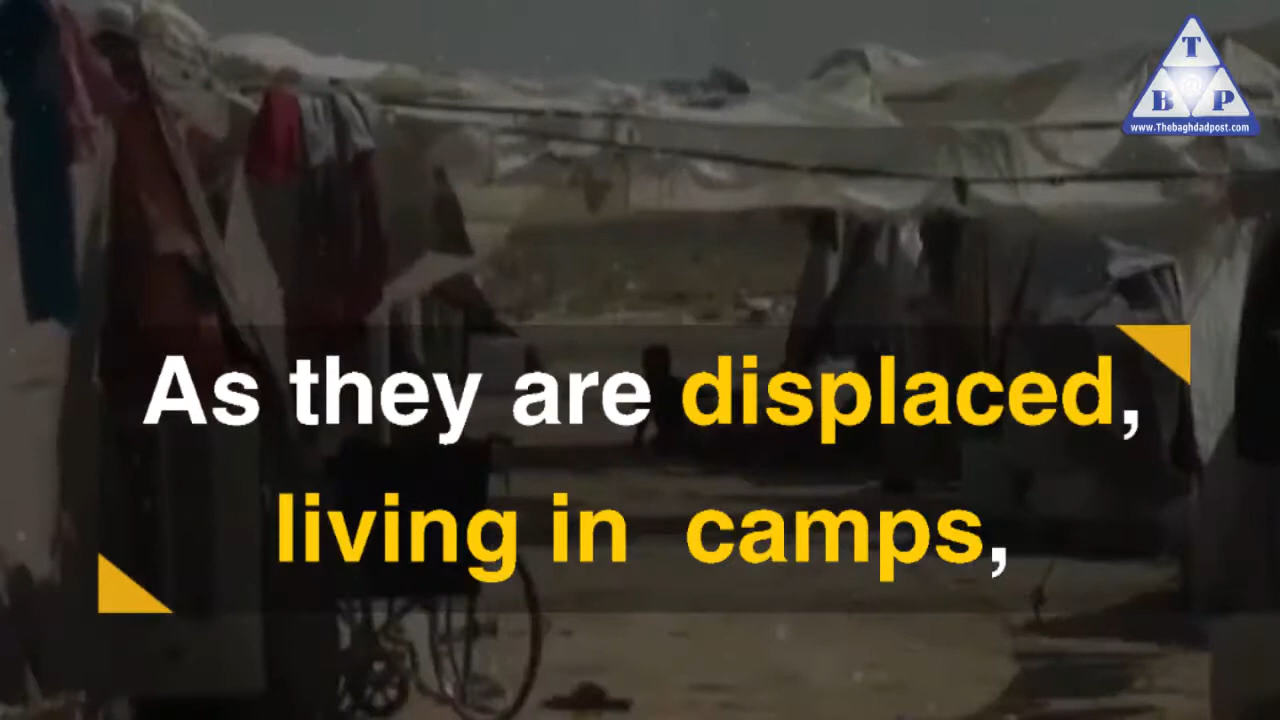 T
B @ P
www.Thebaghdadpost.com
As they are displaced,
living in camps,